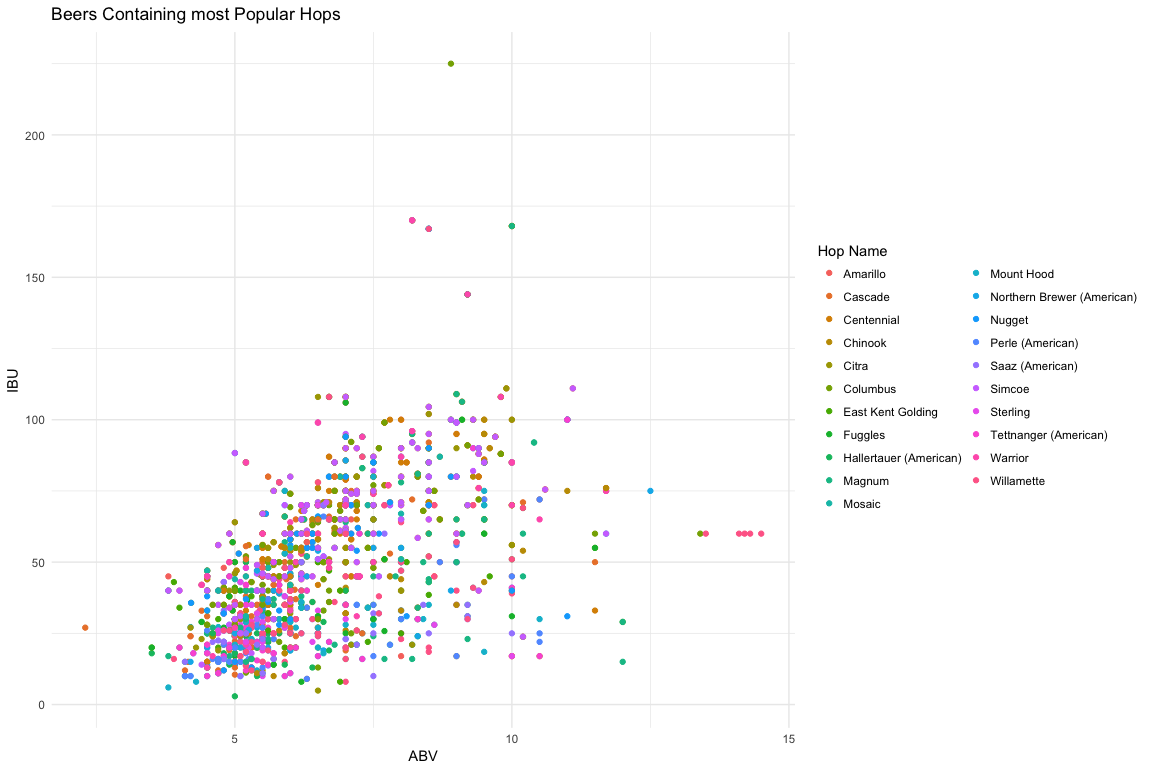 Beers Containing most Popular Hops
IBU
200
150
100
50
0
5
10
15
ABV
Hop Name
Amarillo
Cascade
Centennial
Chinook
Citra
Columbus
East Kent Golding
Fuggles
Hallertauer (American)
Magnum
Mosaic
Mount Hood
Northern Brewer (American)
Nugget
Perle (American)
Saaz (American)
Simcoe
Sterling
Tettnanger (American)
Warrior
Willamette